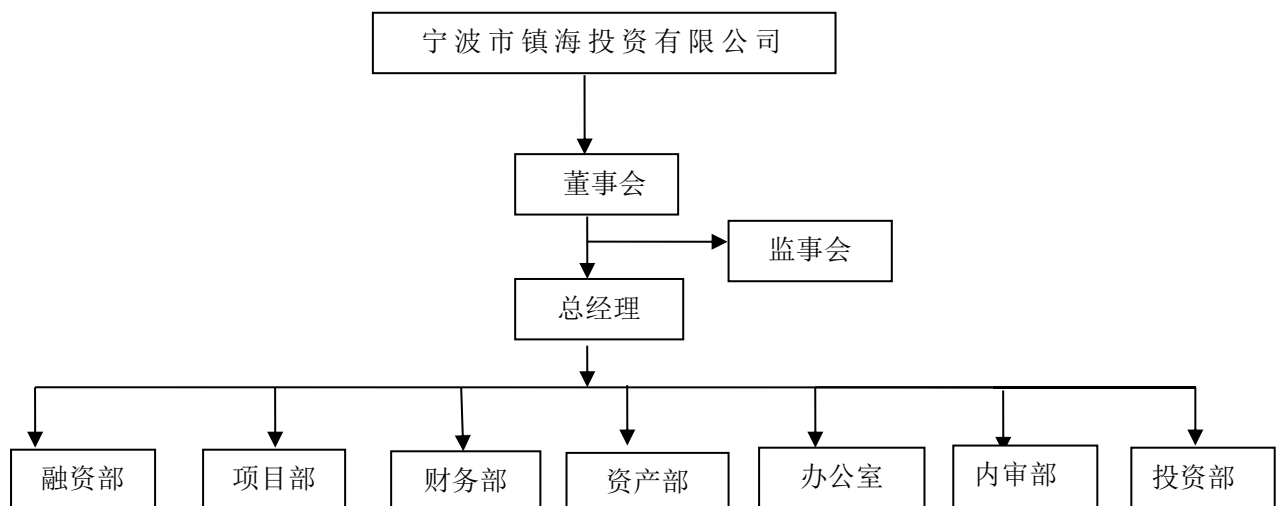 宁波市镇海投资有限公司
董事会
监事会
总经理
融资部
项目部
财务部
资产部
办公室
内审部
投资部